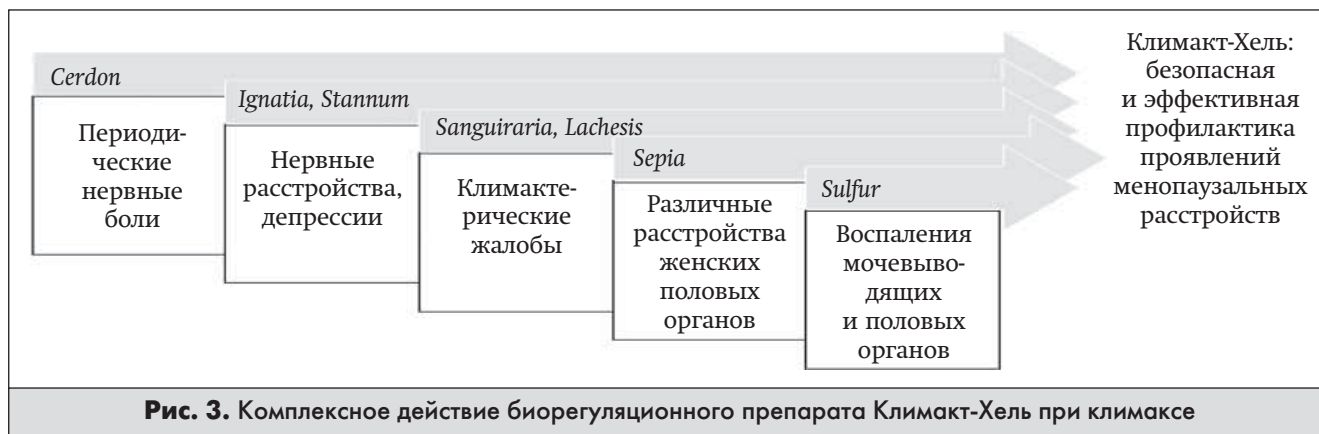 Cerdon
Периоди-
ческие
нервные
боли
Ignatia, Stannum
Нервные
расстройства,
депрессии
Sanguiraria, Lachesis
Климакте-
рические
жалобы
Sepia
Различные
расстройства
женских
половых
органов
Sulfur
Воспаления
мочевыво-
дящих
и половых
органов
Климакт-Хель:
безопасная
и эффективная
профилактика
проявлений
менопаузальных
расстройств
Рис. 3. Комплексное действие биорегуляционного препарата Климакт-Хель при климаксе